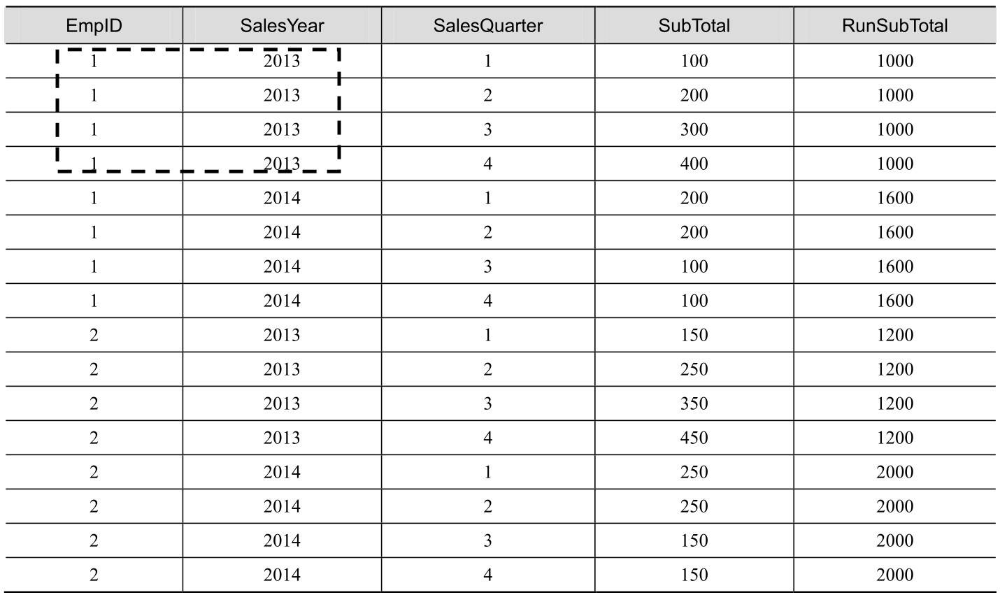 EmpID SalesYear SalesQuarter SubTotal RunSubTotal
1 2013 1 100 1000
1 2013 2 200 1000
1 2013 3 300 1000
1 2013 4 400 1000
1 2014 1 200 1600
1 2014 2 200 1600
1 2014 3 100 1600
1 2014 4 100 1600
2 2013 1 150 1200
2 2013 2 250 1200
2 2013 3 350 1200
2 2013 4 450 1200
2 2014 1 250 2000
2 2014 2 250 2000
2 2014 3 150 2000
2 2014 4 150 2000